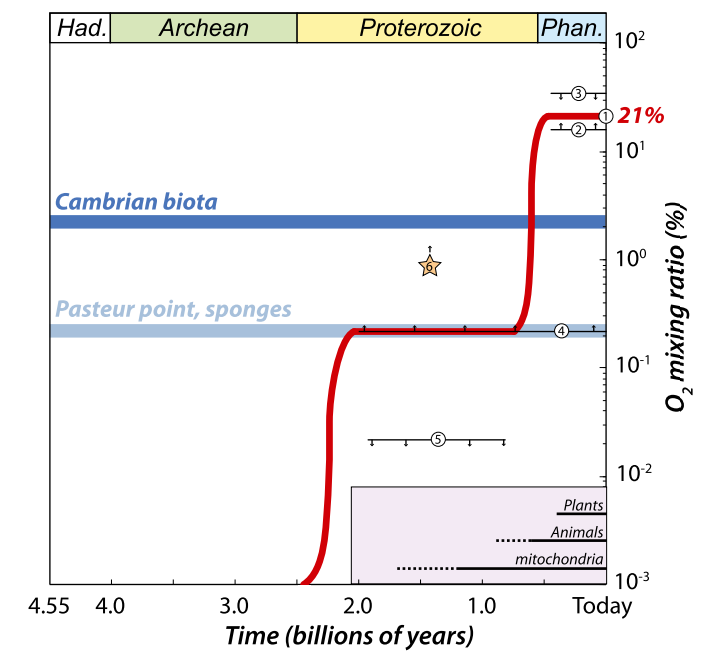 Had. Archean Proterozoic Phan.
10²
3
1 21%
2
10¹
Cambrian biota
O₂ mixing ratio (%)
10⁰
6
Pasteur point, sponges
4
10⁻¹
5
10⁻²
Plants
Animals
mitochondria
10⁻³
4.55 4.0 3.0 2.0 1.0 Today
Time (billions of years)